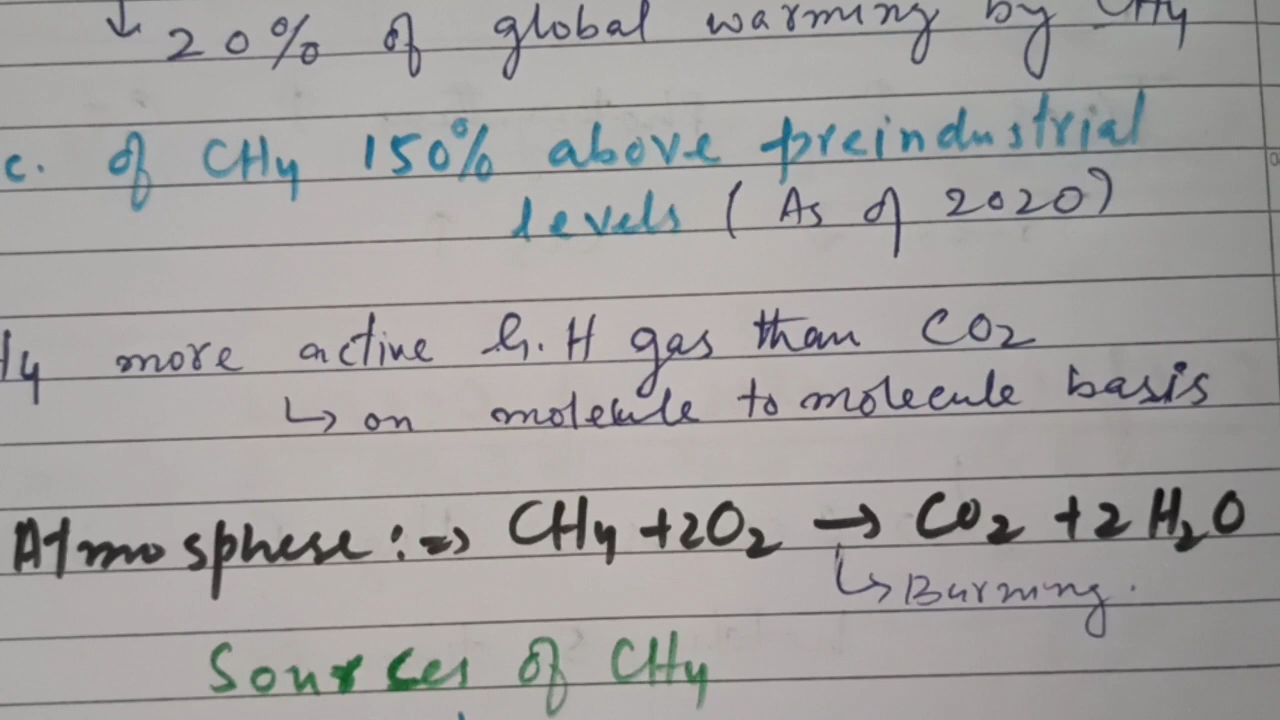 ↓ 20% of global warming by CH4
c. of CH4 150% above preindustrial
levels (As of 2020)
H4 more active G.H gas than CO2
↳ on molecule to molecule basis
Atmosphere :⇒ CH4 + 2O2 → CO2 + 2H2O
↳ Burning.
Sources of CH4